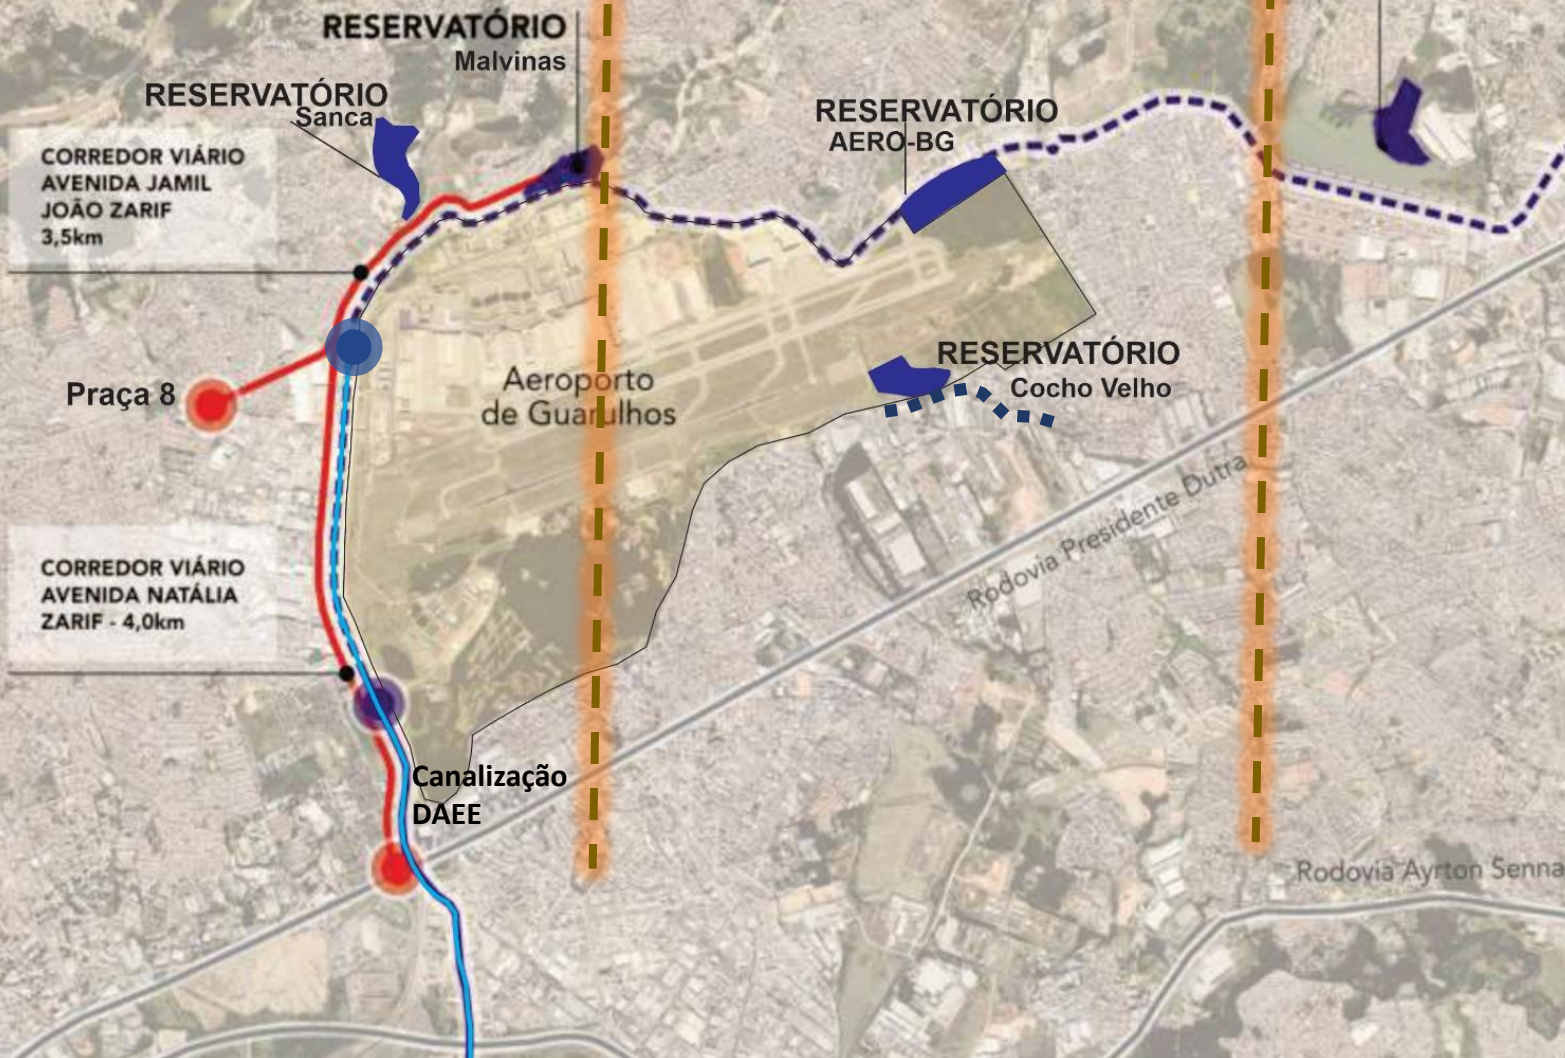 RESERVATÓRIO
Malvinas
RESERVATÓRIO
Sanca
RESERVATÓRIO
AERO-BG
CORREDOR VIÁRIO
AVENIDA JAMIL
JOÃO ZARIF
3,5km
RESERVATÓRIO
Cocho Velho
Praça 8
Aeroporto
de Guarulhos
Rodovia Presidente Dutra
CORREDOR VIÁRIO
AVENIDA NATÁLIA
ZARIF - 4,0km
Canalização
DAEE
Rodovia Ayrton Senna